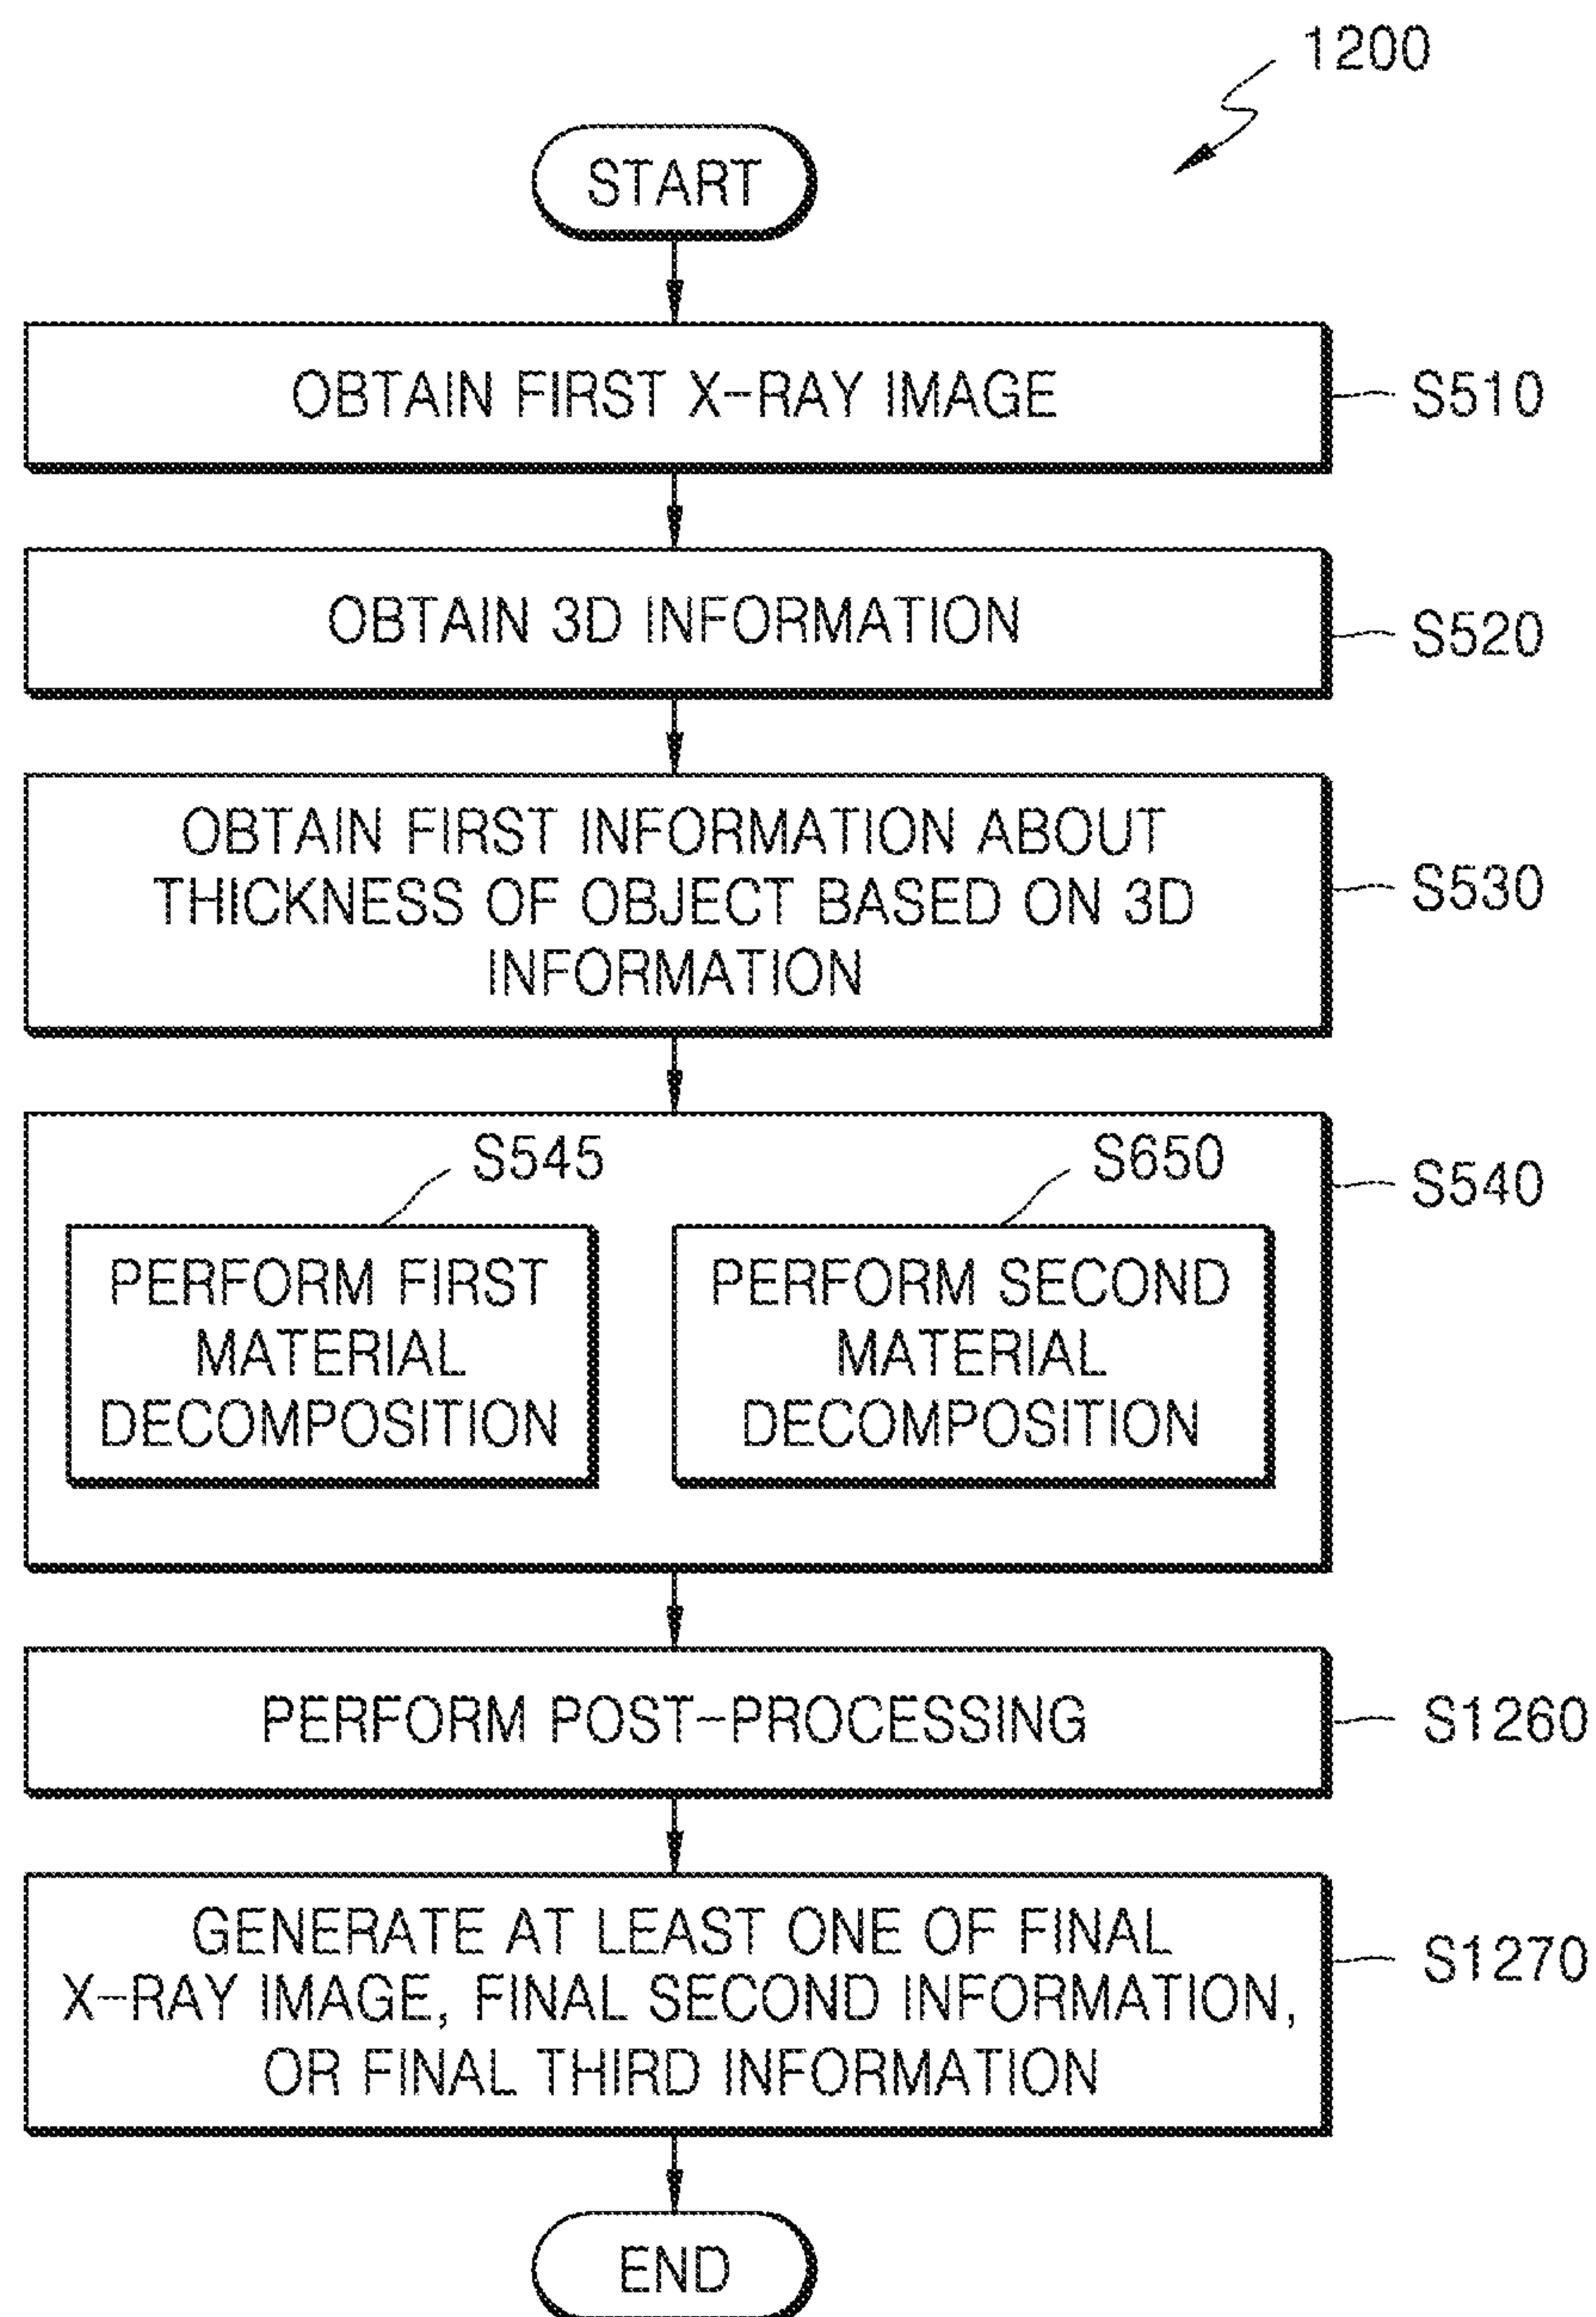 1200
START
OBTAIN FIRST X-RAY IMAGE
S510
OBTAIN 3D INFORMATION
S520
OBTAIN FIRST INFORMATION ABOUT
THICKNESS OF OBJECT BASED ON 3D
INFORMATION
S530
S540
S545
PERFORM FIRST
MATERIAL
DECOMPOSITION
S650
PERFORM SECOND
MATERIAL
DECOMPOSITION
PERFORM POST-PROCESSING
S1260
GENERATE AT LEAST ONE OF FINAL
X-RAY IMAGE, FINAL SECOND INFORMATION,
OR FINAL THIRD INFORMATION
S1270
END